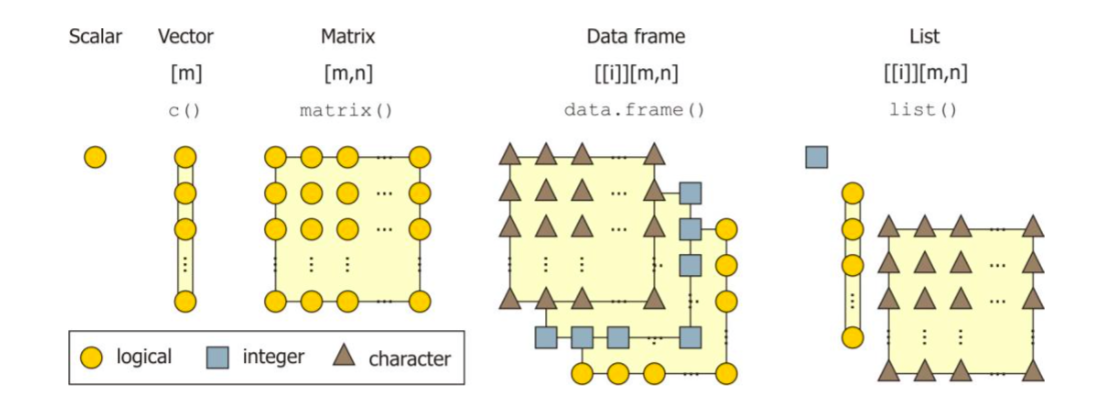 Scalar Vector Matrix Data frame List
[m] [m,n] [[i]][m,n] [[i]][m,n]
c() matrix() data.frame() list()
logical integer character